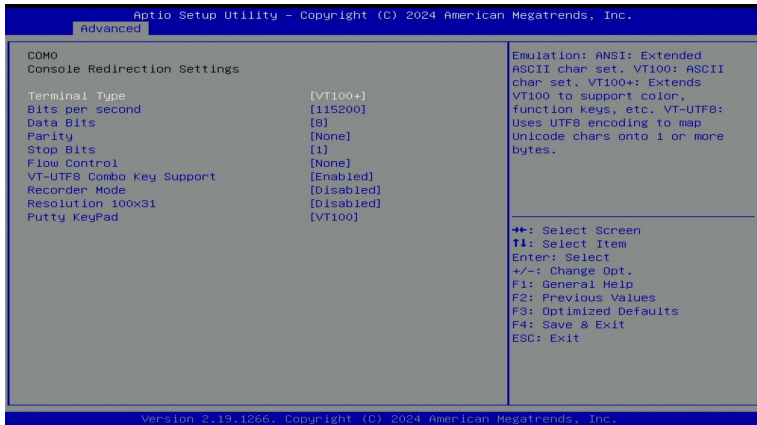 Aptio Setup Utility – Copyright (C) 2024 American Megatrends, Inc.
Advanced
COM0
Console Redirection Settings
Terminal Type [VT100+]
Bits per second [115200]
Data Bits [8]
Parity [None]
Stop Bits [1]
Flow Control [None]
VT-UTF8 Combo Key Support [Enabled]
Recorder Mode [Disabled]
Resolution 100x31 [Disabled]
Putty KeyPad [VT100]
Emulation: ANSI: Extended
ASCII char set. VT100: ASCII
char set. VT100+: Extends
VT100 to support color,
function keys, etc. VT-UTF8:
Uses UTF8 encoding to map
Unicode chars onto 1 or more
bytes.
→←: Select Screen
↑↓: Select Item
Enter: Select
+/-: Change Opt.
F1: General Help
F2: Previous Values
F3: Optimized Defaults
F4: Save & Exit
ESC: Exit
Version 2.19.1266. Copyright (C) 2024 American Megatrends, Inc.